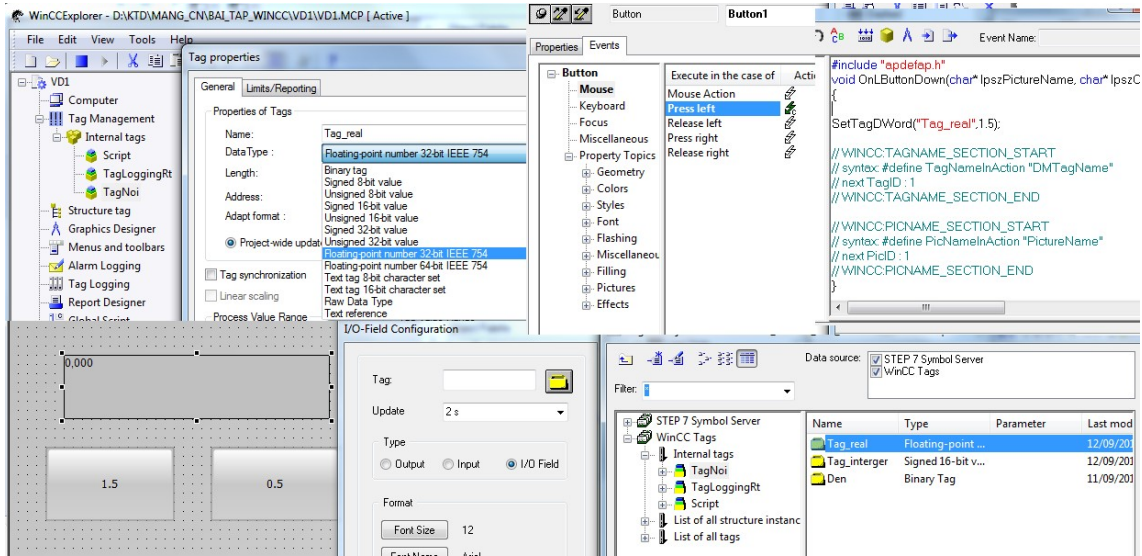 WinCCExplorer - D:\KTD\MANG_CN\BAI_TAP_WINCC\VD1\VD1.MCP [ Active ]
File Edit View Tools Help
VD1
Computer
Tag Management
Internal tags
Script
TagLoggingRt
TagNoi
Structure tag
Graphics Designer
Menus and toolbars
Alarm Logging
Tag Logging
Report Designer
Global Script
Tag properties
General Limits/Reporting
Properties of Tags
Name: Tag_real
DataType : Floating-point number 32-bit IEEE 754
Length:
Address:
Adapt format :
Project-wide updat
Tag synchronization
Linear scaling
Process Value Range
Binary tag
Signed 8-bit value
Unsigned 8-bit value
Signed 16-bit value
Unsigned 16-bit value
Signed 32-bit value
Unsigned 32-bit value
Floating-point number 32-bit IEEE 754
Floating-point number 64-bit IEEE 754
Text tag 8-bit character set
Text tag 16-bit character set
Raw Data Type
Text reference
Button Button1
Properties Events
Button
Mouse
Keyboard
Focus
Miscellaneous
Property Topics
Geometry
Colors
Styles
Font
Flashing
Miscellaneou
Filling
Pictures
Effects
Execute in the case of Acti
Mouse Action
Press left
Release left
Press right
Release right
Event Name:
#include "apdefap.h"
void OnLButtonDown(char* lpszPictureName, char* lpszO
{
SetTagDWord("Tag_real",1.5);
// WINCC:TAGNAME_SECTION_START
// syntax: #define TagNameInAction "DMTagName"
// next TagID : 1
// WINCC:TAGNAME_SECTION_END
// WINCC:PICNAME_SECTION_START
// syntax: #define PicNameInAction "PictureName"
// next PicID : 1
// WINCC:PICNAME_SECTION_END
}
0,000
1.5
0.5
I/O-Field Configuration
Tag:
Update 2 s
Type
Output Input I/O Field
Format
Font Size 12
Font Name Arial
Data source: STEP 7 Symbol Server
WinCC Tags
Filter: *
STEP 7 Symbol Server
WinCC Tags
Internal tags
TagNoi
TagLoggingRt
Script
List of all structure instanc
List of all tags
Name Type Parameter Last mod
Tag_real Floating-point ... 12/09/201
Tag_interger Signed 16-bit v... 12/09/201
Den Binary Tag 11/09/201